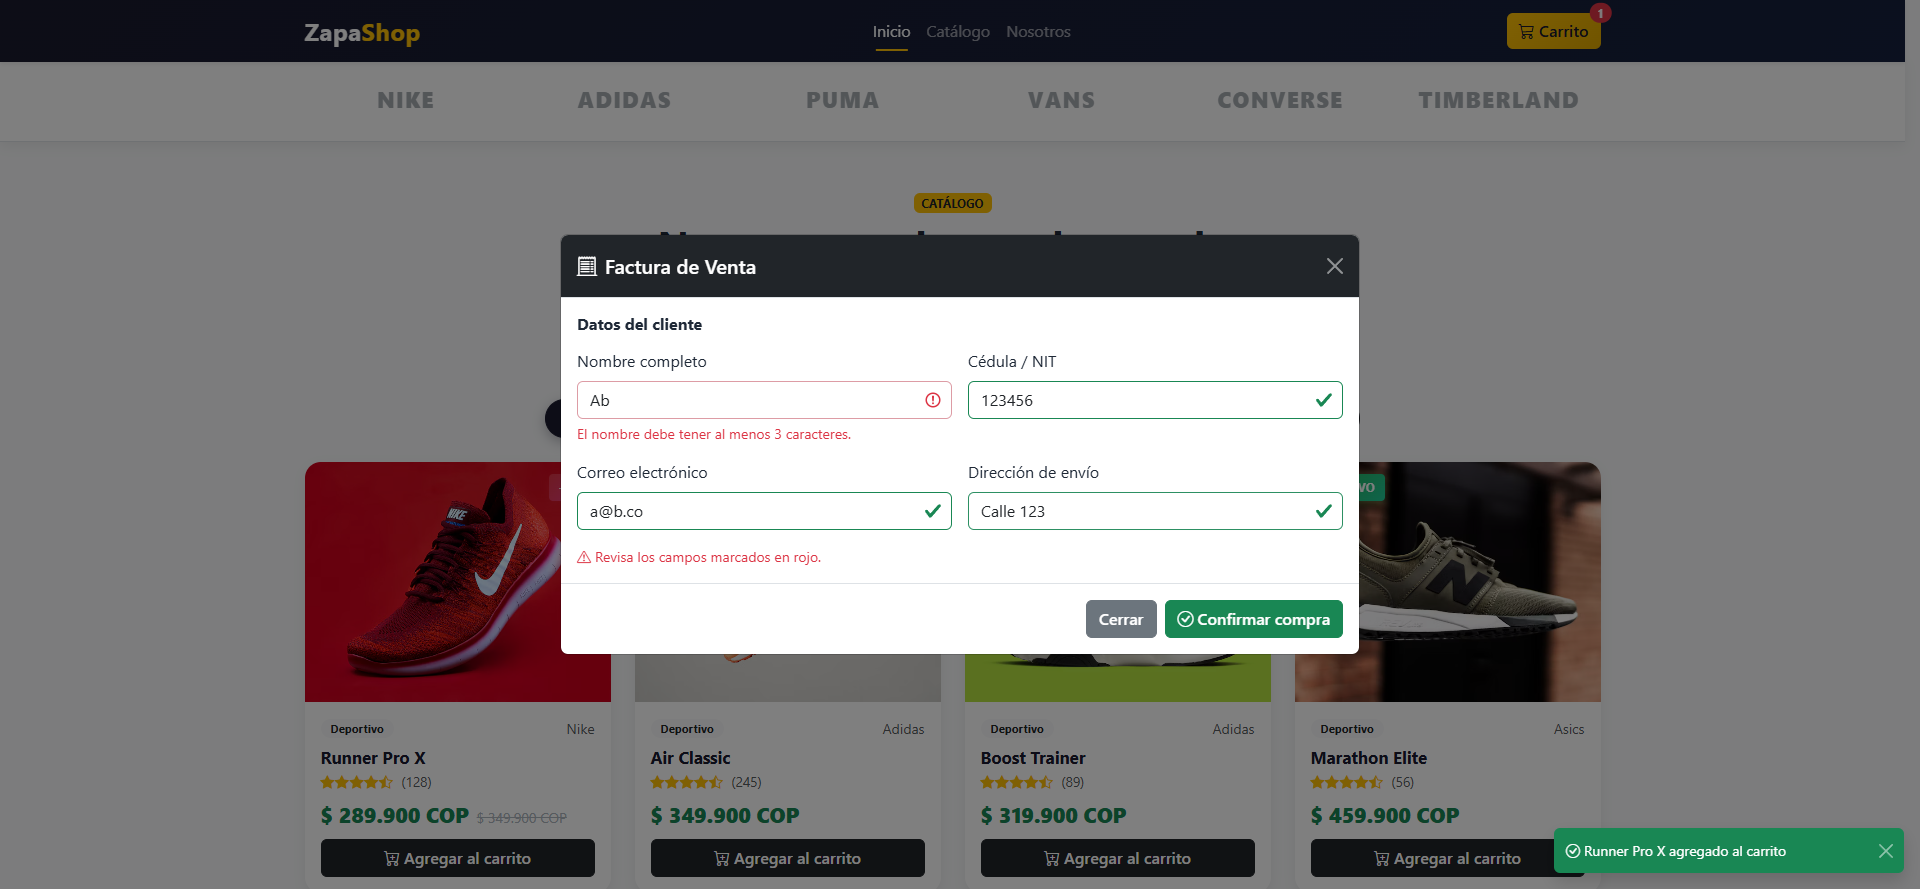 ZapaShop
Inicio Catálogo Nosotros
Carrito
1
NIKE ADIDAS PUMA VANS CONVERSE TIMBERLAND
CATÁLOGO
Factura de Venta
Datos del cliente
Nombre completo
Ab
El nombre debe tener al menos 3 caracteres.
Cédula / NIT
123456
Correo electrónico
a@b.co
Dirección de envío
Calle 123
Revisa los campos marcados en rojo.
Cerrar
Confirmar compra
NIKE
Deportivo Nike
Runner Pro X
(128)
$ 289.900 COP $ 349.900 COP
Agregar al carrito
Deportivo Adidas
Air Classic
(245)
$ 349.900 COP
Agregar al carrito
Deportivo Adidas
Boost Trainer
(89)
$ 319.900 COP
Agregar al carrito
Deportivo Asics
Marathon Elite
(56)
$ 459.900 COP
Agregar al carrito
Runner Pro X agregado al carrito